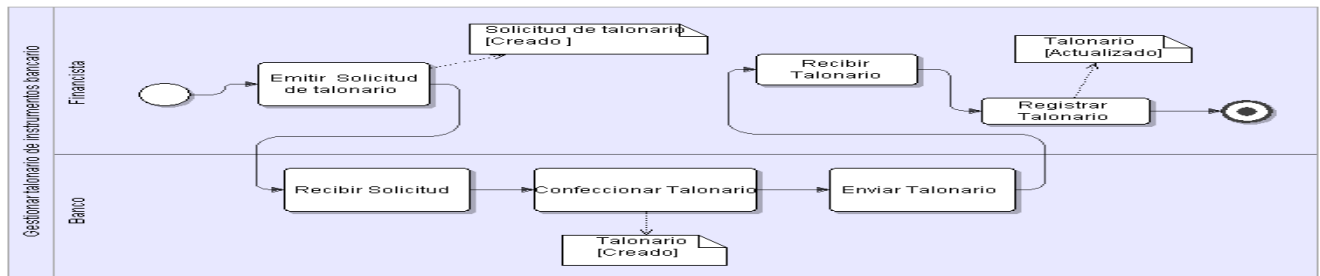 Gestionar talonario de instrumentos bancario
Financista
Emitir Solicitud
de talonario
Solicitud de talonario
[Creado ]
Recibir
Talonario
Talonario
[Actualizado]
Registrar
Talonario
Banco
Recibir Solicitud
Confeccionar Talonario
Enviar Talonario
Talonario
[Creado]